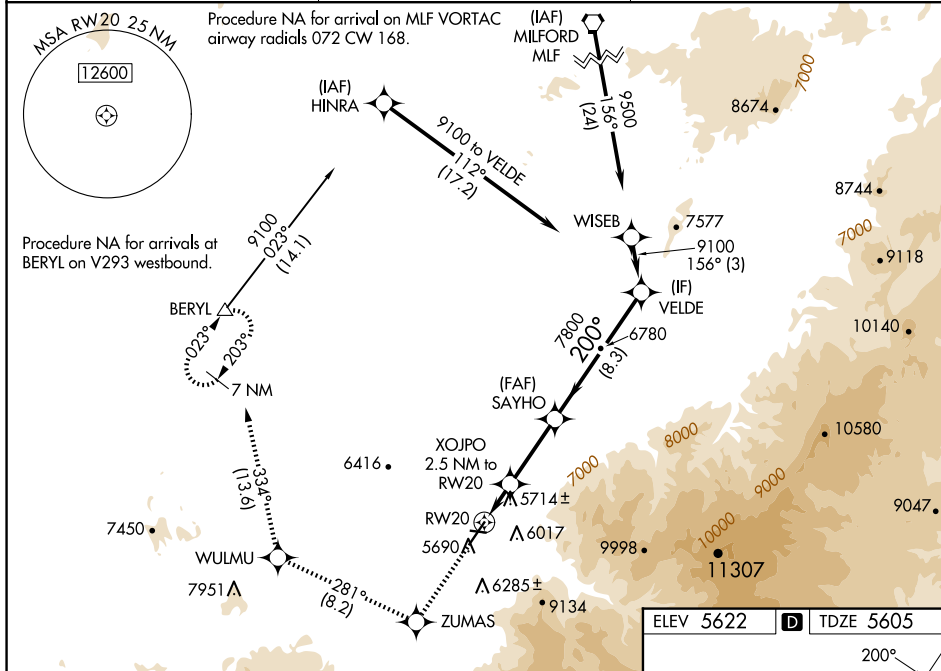 MSA RW20 25 NM
12600
Procedure NA for arrival on MLF VORTAC
airway radials 072 CW 168.
(IAF)
MILFORD
MLF
9500
156°
(24)
7000
8674
(IAF)
HINRA
9100 to VELDE
112°
(17.2)
8744
7000
9118
WISEB
7577
9100
156° (3)
(IF)
VELDE
Procedure NA for arrivals at
BERYL on V293 westbound.
9100
023°
(14.1)
BERYL
023°
203°
7 NM
7800
200°
(8.3)
6780
10140
(FAF)
SAYHO
10580
8000
9000
7000
XOJPO
2.5 NM to
RW20
6416
5714±
9047
RW20
6017
5690
10000
9998
11307
334°
(13.6)
7450
WULMU
7951
281°
(8.2)
6285±
9134
ZUMAS
ELEV 5622 D TDZE 5605
200°